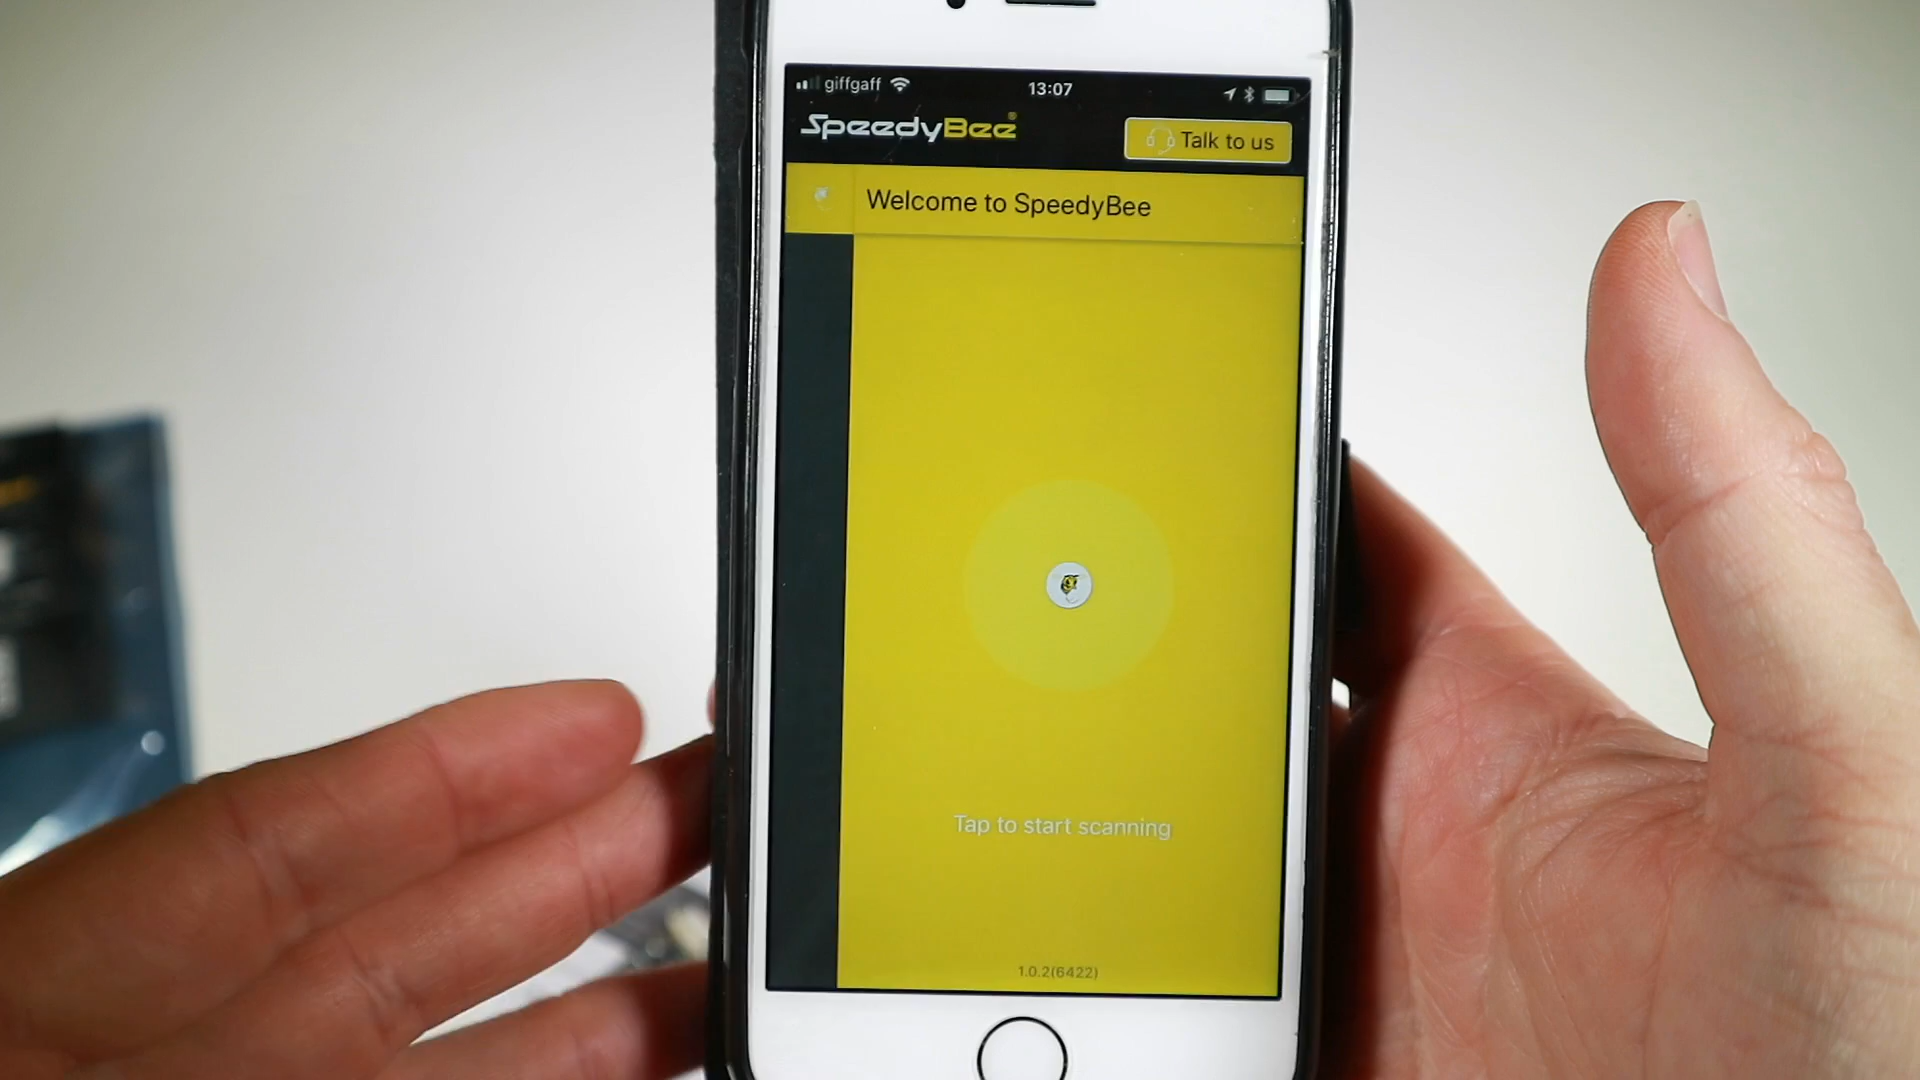 giffgaff 13:07
SpeedyBee®
Talk to us
Welcome to SpeedyBee
Tap to start scanning
1.0.2(6422)